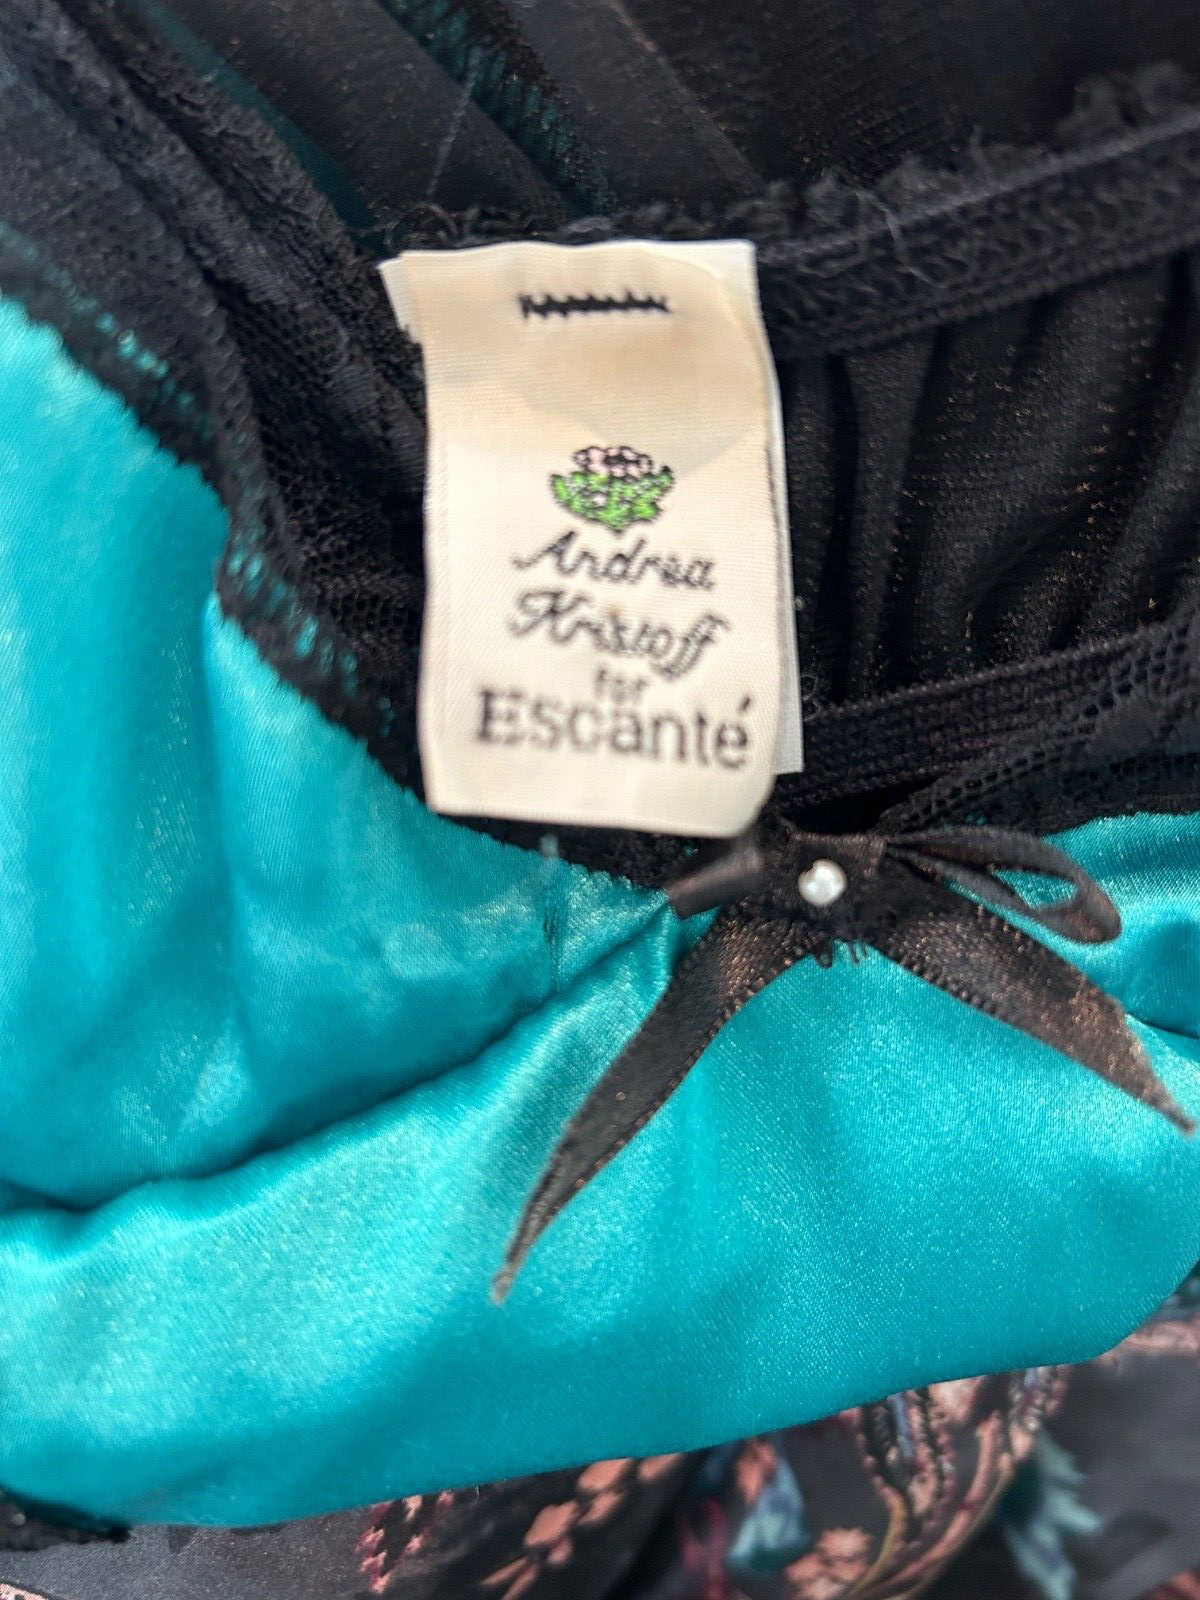 Andrea
Kristoff
for
Escanté